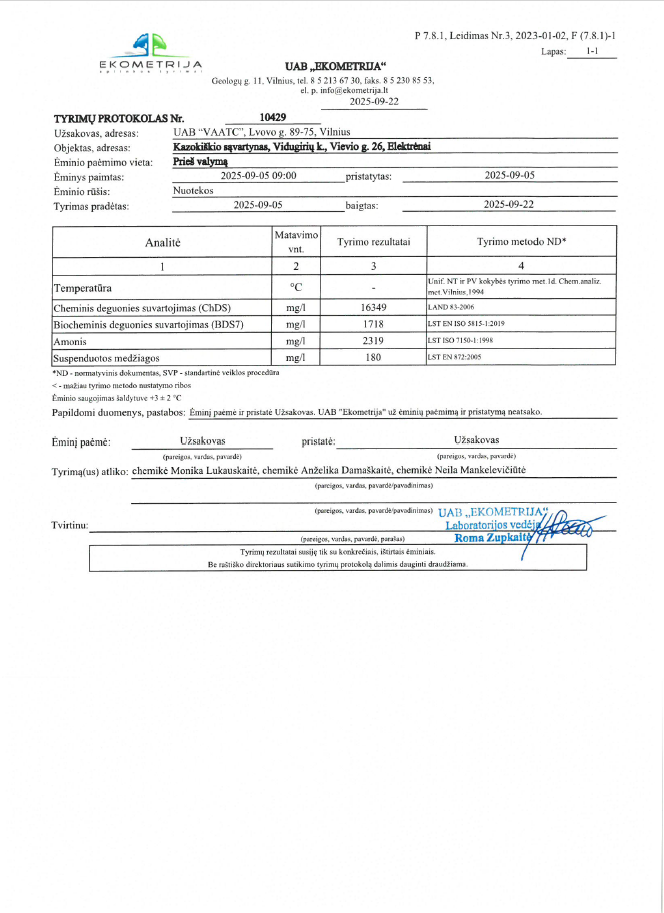 P 7.8.1, Leidimas Nr.3, 2023-01-02, F (7.8.1)-1
Lapas: 1-1
EKOMETRIJA
aplinkos tyrimai
UAB „EKOMETRIJA“
Geologų g. 11, Vilnius, tel. 8 5 213 67 30, faks. 8 5 230 85 53,
el. p. info@ekometrija.lt
2025-09-22
TYRIMŲ PROTOKOLAS Nr. 10429
Užsakovas, adresas: UAB “VAATC”, Lvovo g. 89-75, Vilnius
Objektas, adresas: Kazokiškio sąvartynas, Vidugirių k., Vievio g. 26, Elektrėnai
Ėminio paėmimo vieta: Prieš valymą
Ėminys paimtas: 2025-09-05 09:00 pristatytas: 2025-09-05
Ėminio rūšis: Nuotekos
Tyrimas pradėtas: 2025-09-05 baigtas: 2025-09-22
Analitė Matavimo vnt. Tyrimo rezultatai Tyrimo metodo ND*
1 2 3 4
Temperatūra °C - Unif. NT ir PV kokybės tyrimo met.1d. Chem.analiz. met.Vilnius,1994
Cheminis deguonies suvartojimas (ChDS) mg/l 16349 LAND 83-2006
Biocheminis deguonies suvartojimas (BDS7) mg/l 1718 LST EN ISO 5815-1:2019
Amonis mg/l 2319 LST ISO 7150-1:1998
Suspenduotos medžiagos mg/l 180 LST EN 872:2005
*ND - normatyvinis dokumentas, SVP - standartinė veiklos procedūra
< - mažiau tyrimo metodo nustatymo ribos
Ėminio saugojimas šaldytuve +3 ± 2 °C
Papildomi duomenys, pastabos: Ėminį paėmė ir pristatė Užsakovas. UAB "Ekometrija" už ėminių paėmimą ir pristatymą neatsako.
Ėminį paėmė: Užsakovas pristatė: Užsakovas
(pareigos, vardas, pavardė) (pareigos, vardas, pavardė)
Tyrimą(us) atliko: chemikė Monika Lukauskaitė, chemikė Anželika Damaškaitė, chemikė Neila Mankelevičiūtė
(pareigos, vardas, pavardė/pavadinimas)
(pareigos, vardas, pavardė/pavadinimas) UAB „EKOMETRIJA“
Tvirtinu: Laboratorijos vedėja
Roma Zupkaitė
(pareigos, vardas, pavardė, parašas)
Tyrimų rezultatai susiję tik su konkrečiais, ištirtais ėminiais.
Be raštiško direktoriaus sutikimo tyrimų protokolą dalimis dauginti draudžiama.